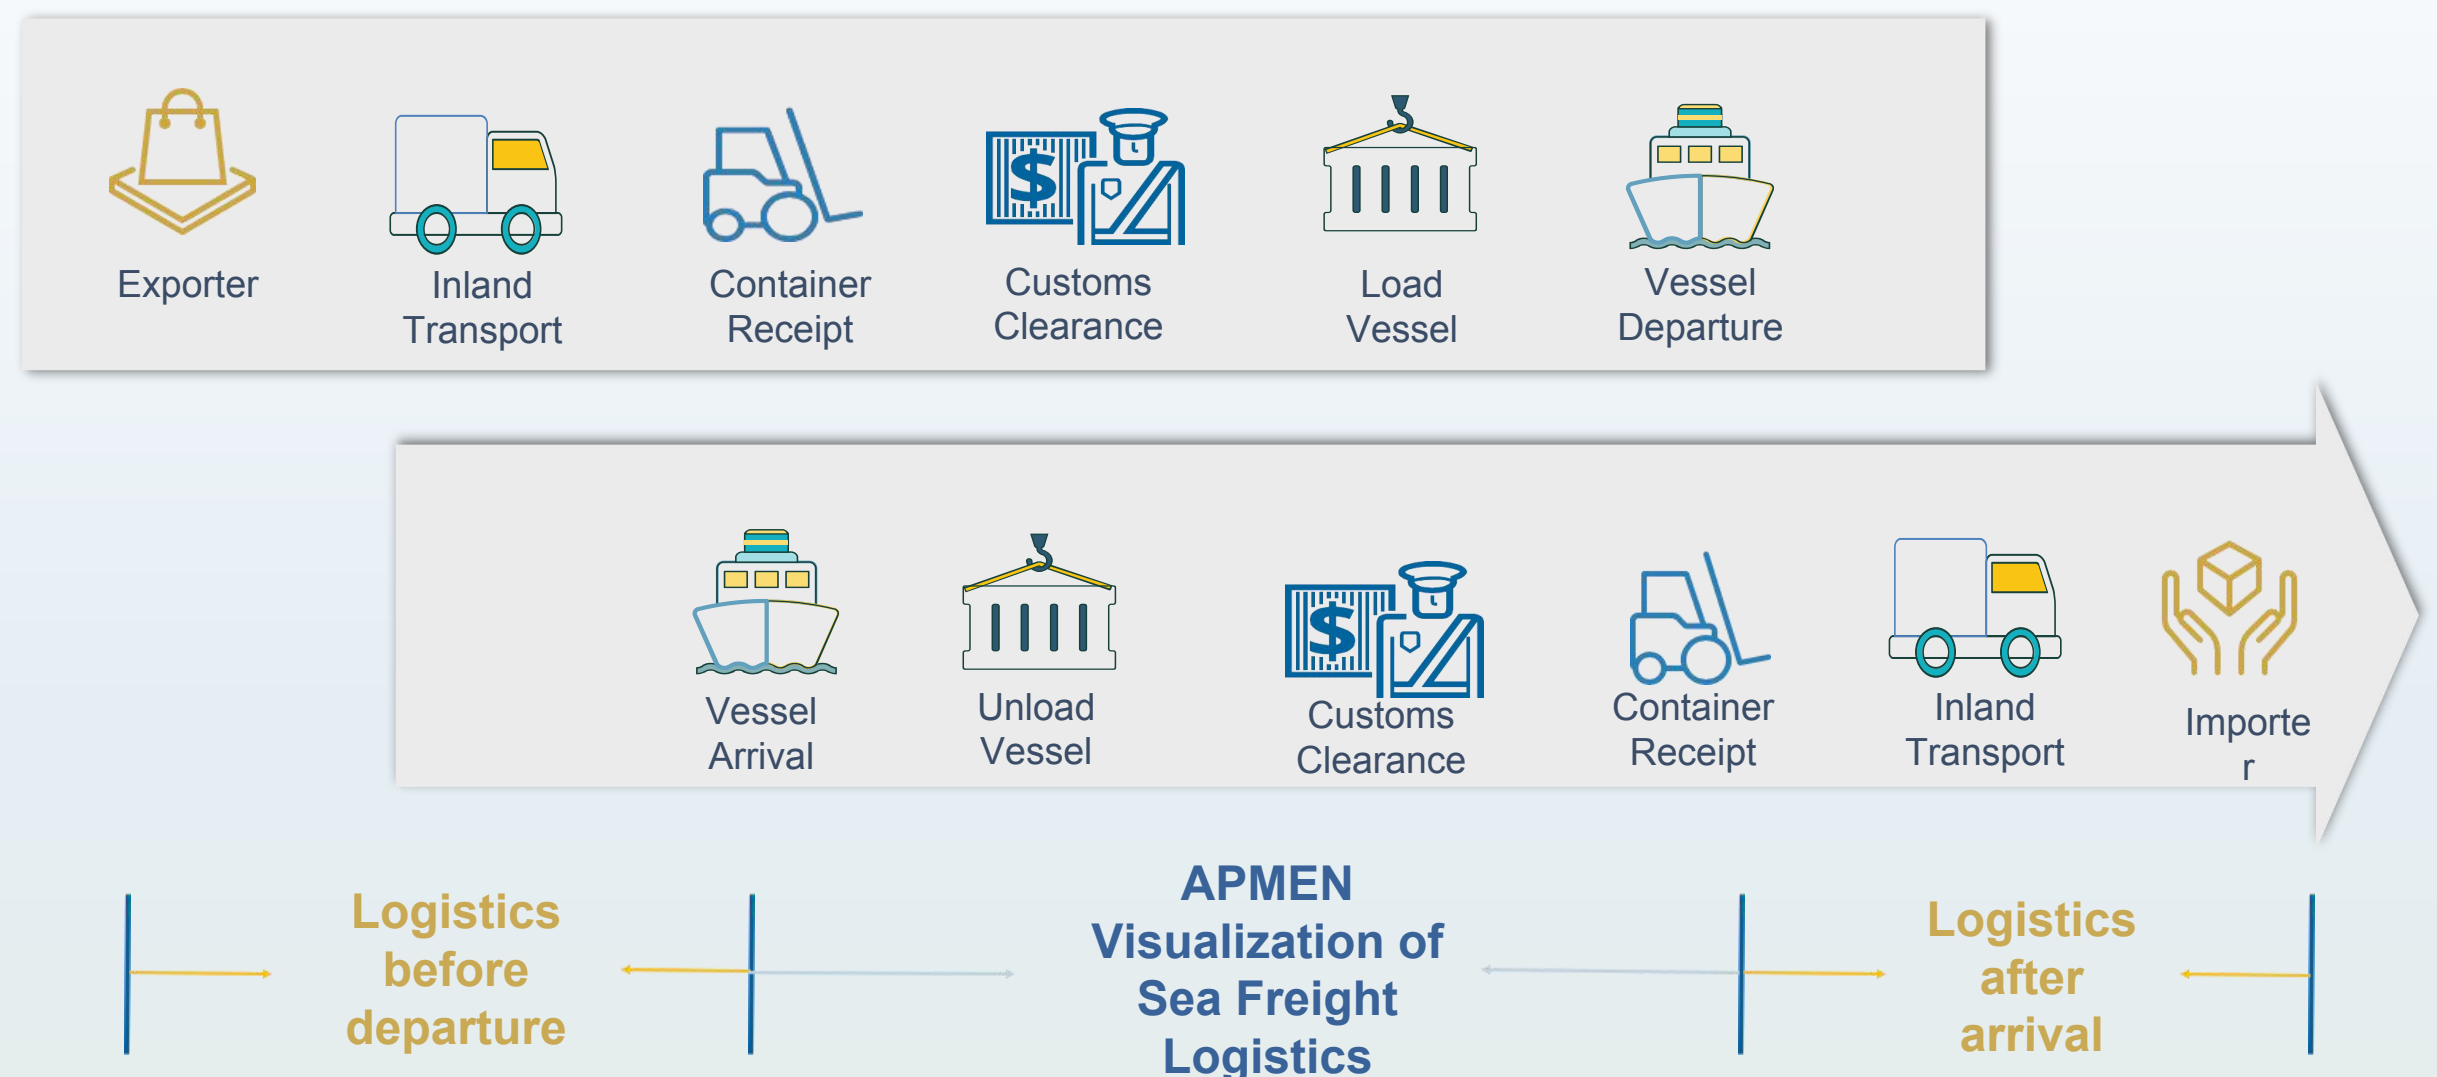 Exporter
Inland
Transport
Container
Receipt
Customs
Clearance
Load
Vessel
Vessel
Departure
Vessel
Arrival
Unload
Vessel
Customs
Clearance
Container
Receipt
Inland
Transport
Importe
r
Logistics
before
departure
APMEN
Visualization of
Sea Freight
Logistics
Logistics
after
arrival